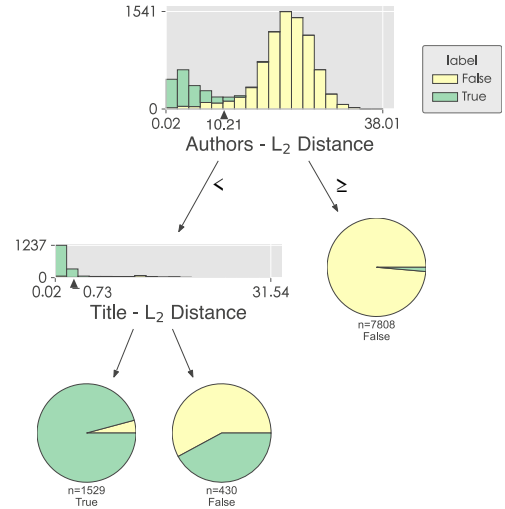 1541
label
False
True
0
0.02 10.21 38.01
Authors - L₂ Distance
< ≥
1237
0
0.02 0.73 31.54
Title - L₂ Distance
n=7808
False
n=1529
True
n=430
False